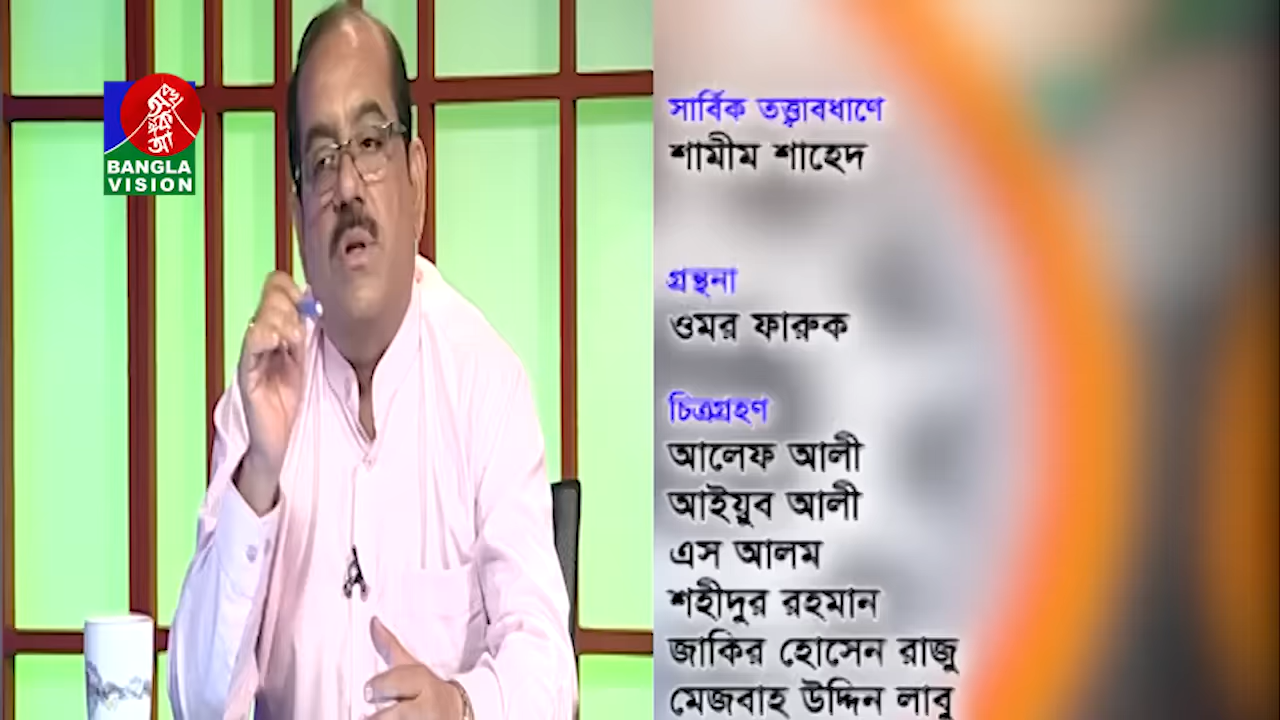 BANGLA
VISION
সার্বিক তত্ত্বাবধাণে
শামীম শাহেদ
গ্রন্থনা
ওমর ফারুক
চিত্রগ্রহণ
আলেফ আলী
আইয়ুব আলী
এস আলম
শহীদুর রহমান
জাকির হোসেন রাজু
মেজবাহ উদ্দিন লাবু